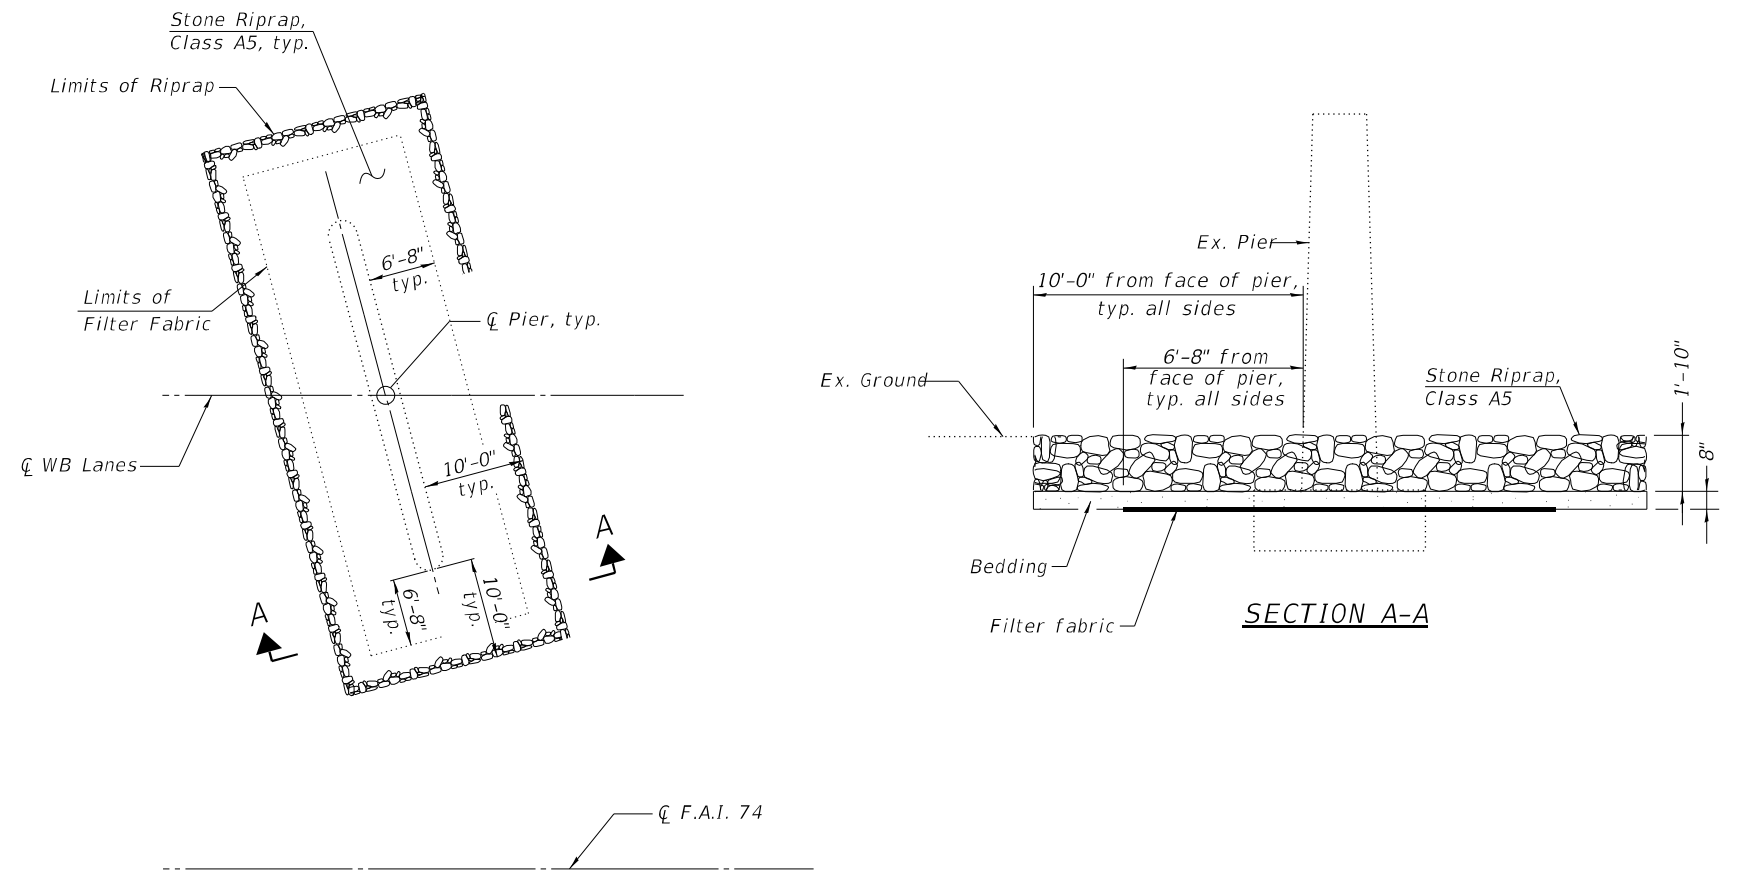 Stone Riprap,
Class A5, typ.
Limits of Riprap
6'-8"
typ.
Limits of
Filter Fabric
℄ Pier, typ.
℄ WB Lanes
10'-0"
typ.
A
A
6'-8"
typ.
10'-0"
typ.
℄ F.A.I. 74
Ex. Pier
10'-0" from face of pier,
typ. all sides
6'-8" from
face of pier,
typ. all sides
Ex. Ground
Stone Riprap,
Class A5
1'-10"
8"
Bedding
Filter fabric
SECTION A-A